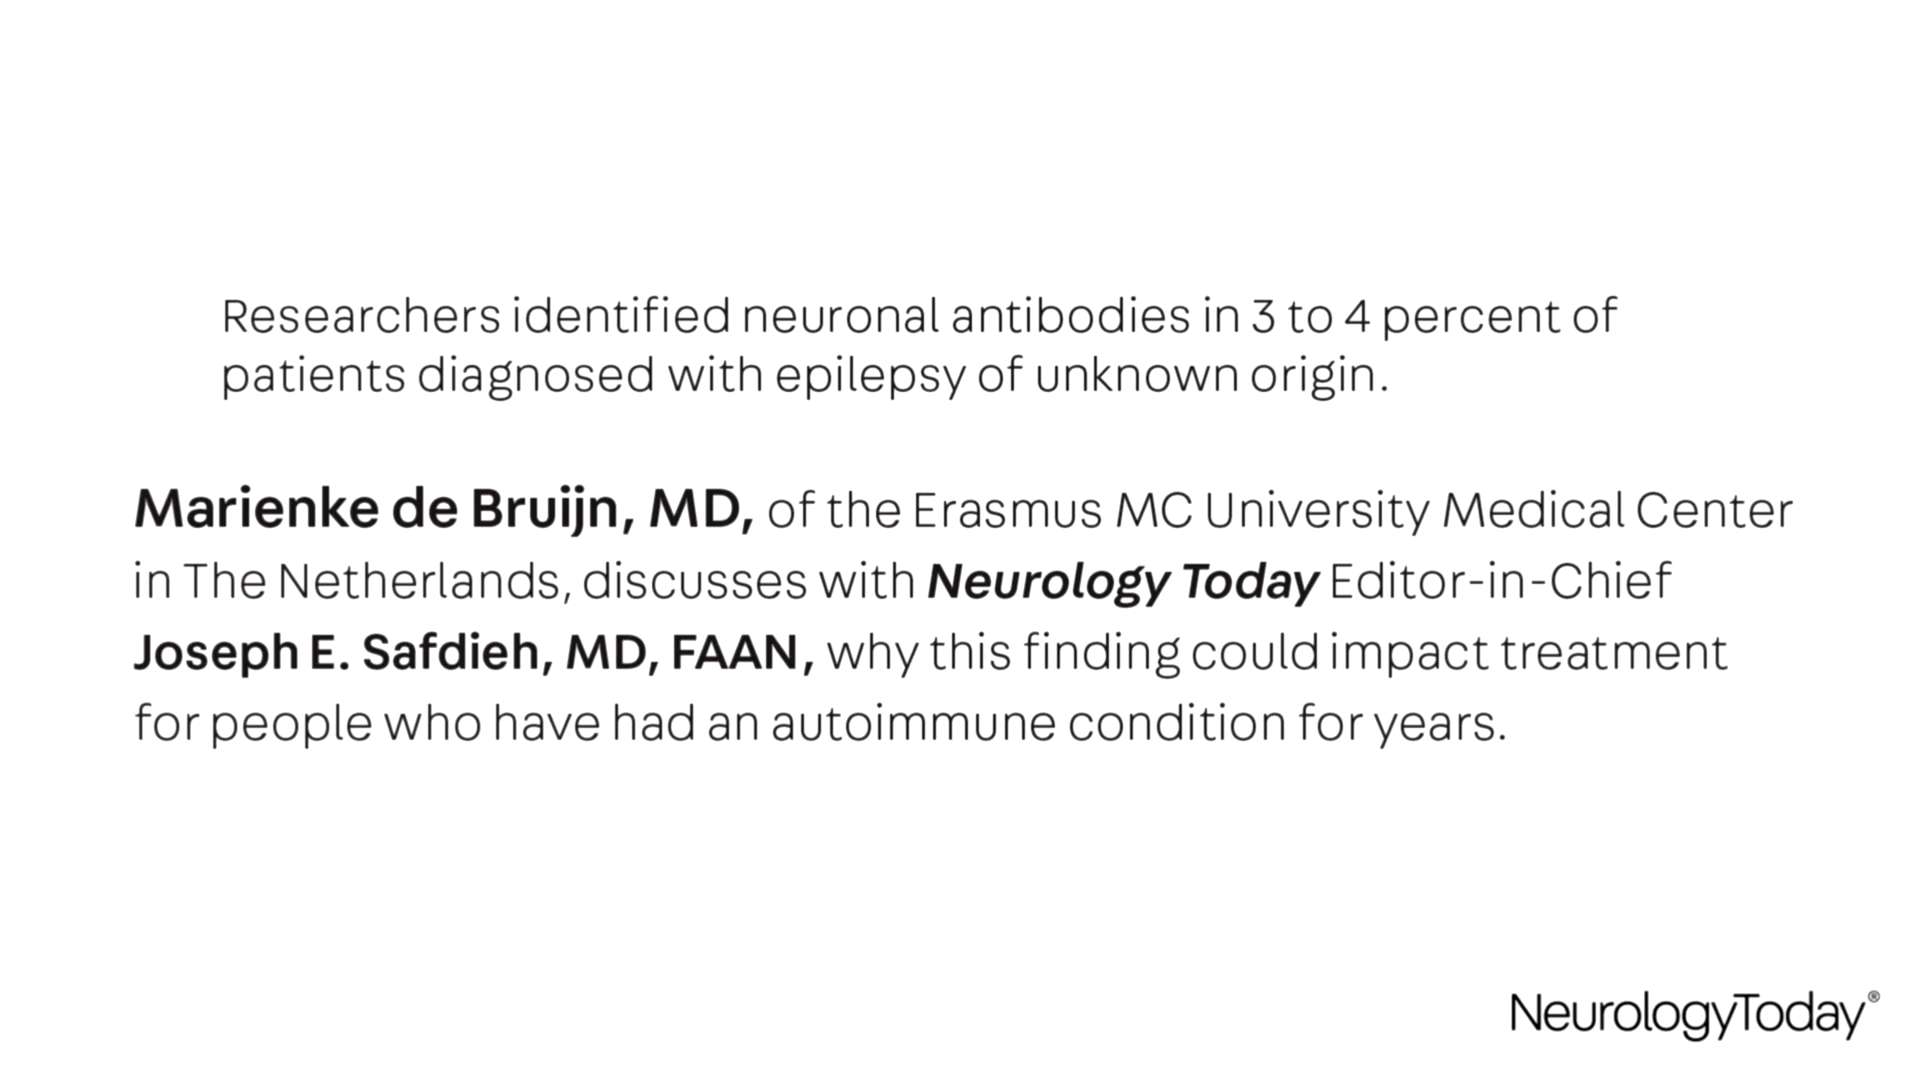 Researchers identified neuronal antibodies in 3 to 4 percent of
patients diagnosed with epilepsy of unknown origin.
Marienke de Bruijn, MD, of the Erasmus MC University Medical Center
in The Netherlands, discusses with Neurology Today Editor-in-Chief
Joseph E. Safdieh, MD, FAAN, why this finding could impact treatment
for people who have had an autoimmune condition for years.
NeurologyToday®